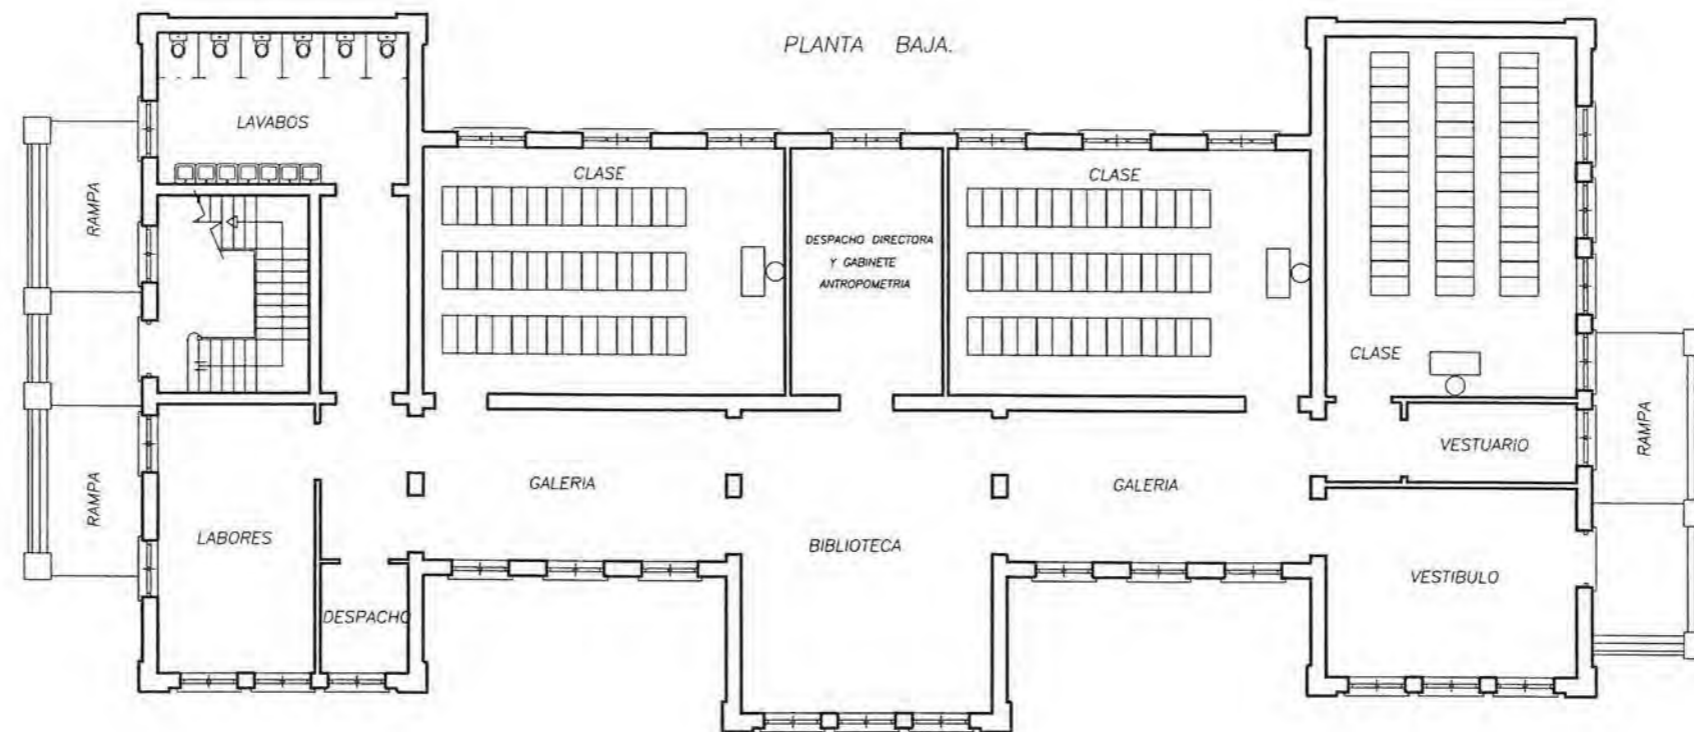 PLANTA BAJA.
LAVABOS
RAMPA
CLASE
CLASE
DESPACHO DIRECTORA
Y GABINETE
ANTROPOMETRIA
CLASE
VESTUARIO
RAMPA
RAMPA
GALERIA
GALERIA
LABORES
BIBLIOTECA
VESTIBULO
DESPACHO